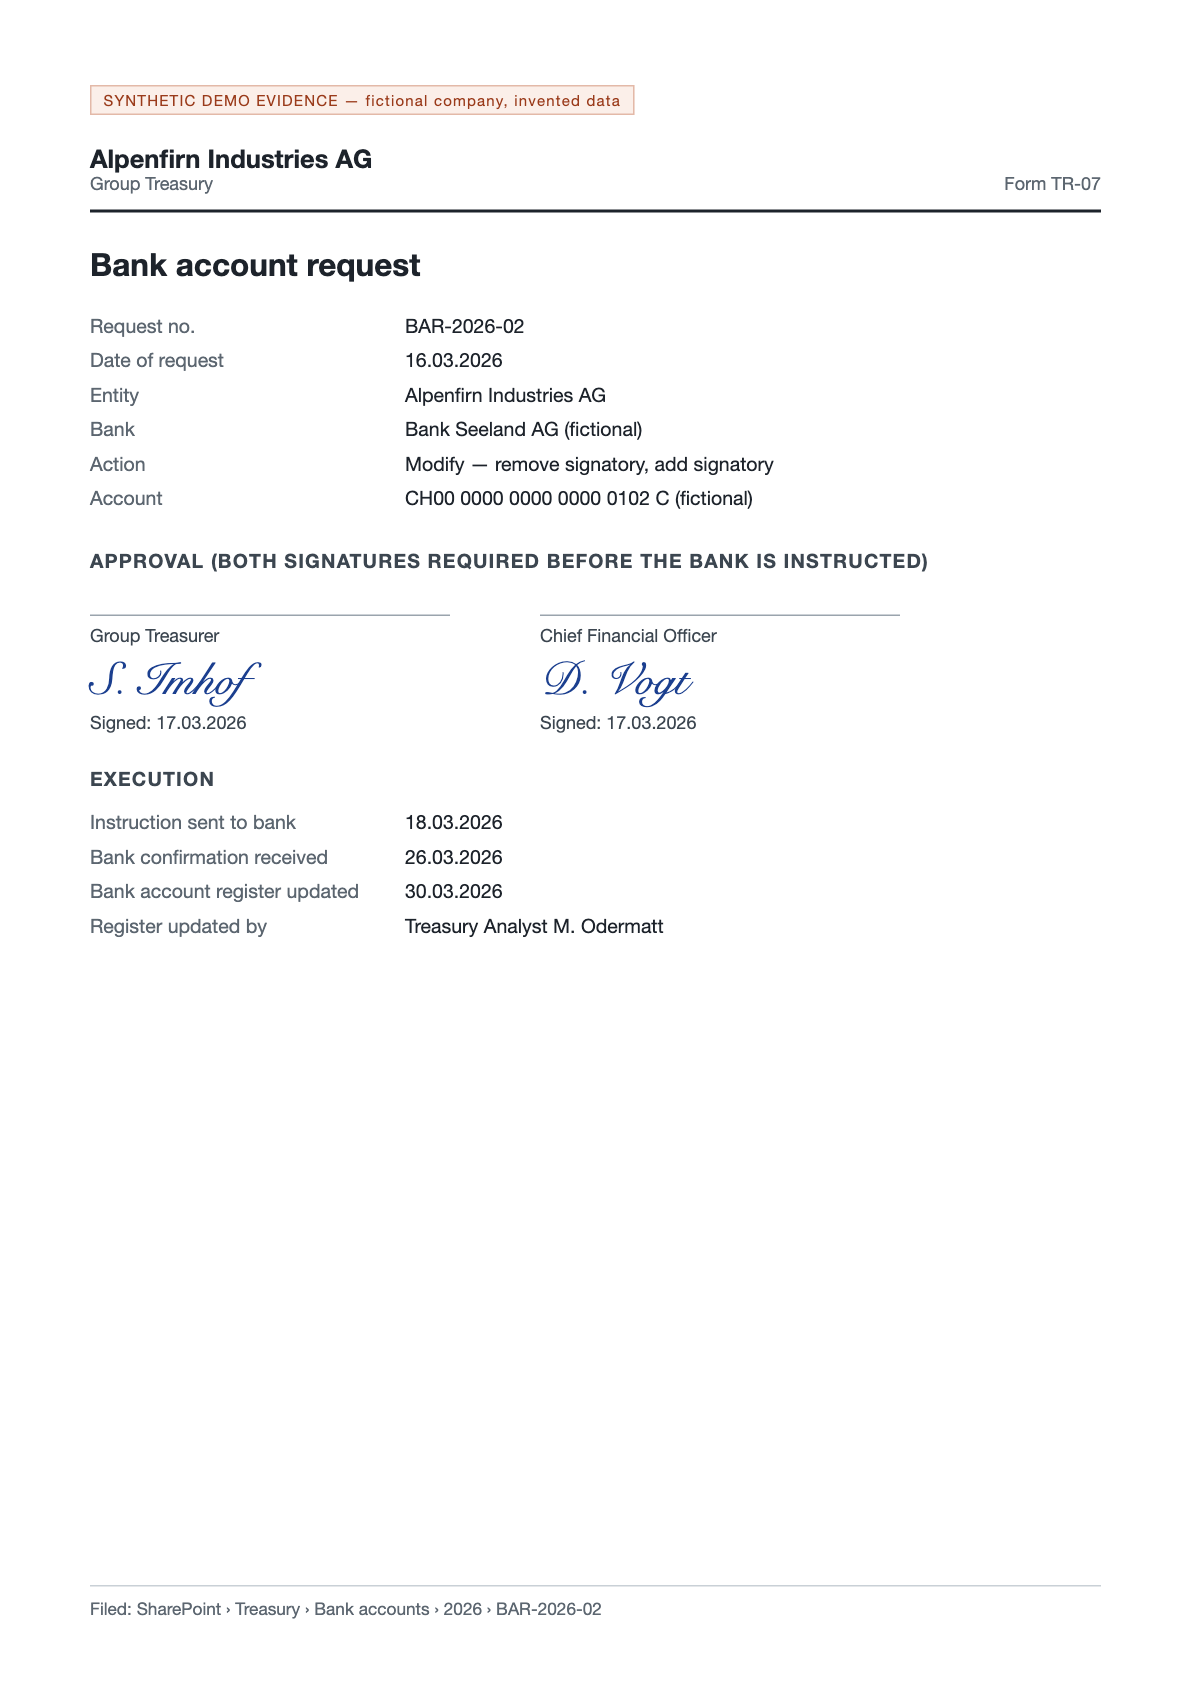 SYNTHETIC DEMO EVIDENCE — fictional company, invented data
Alpenfirn Industries AG
Group Treasury
Form TR-07
Bank account request
Request no. BAR-2026-02
Date of request 16.03.2026
Entity Alpenfirn Industries AG
Bank Bank Seeland AG (fictional)
Action Modify — remove signatory, add signatory
Account CH00 0000 0000 0000 0102 C (fictional)
APPROVAL (BOTH SIGNATURES REQUIRED BEFORE THE BANK IS INSTRUCTED)
Group Treasurer Chief Financial Officer
S. Imhof D. Vogt
Signed: 17.03.2026 Signed: 17.03.2026
EXECUTION
Instruction sent to bank 18.03.2026
Bank confirmation received 26.03.2026
Bank account register updated 30.03.2026
Register updated by Treasury Analyst M. Odermatt
Filed: SharePoint › Treasury › Bank accounts › 2026 › BAR-2026-02